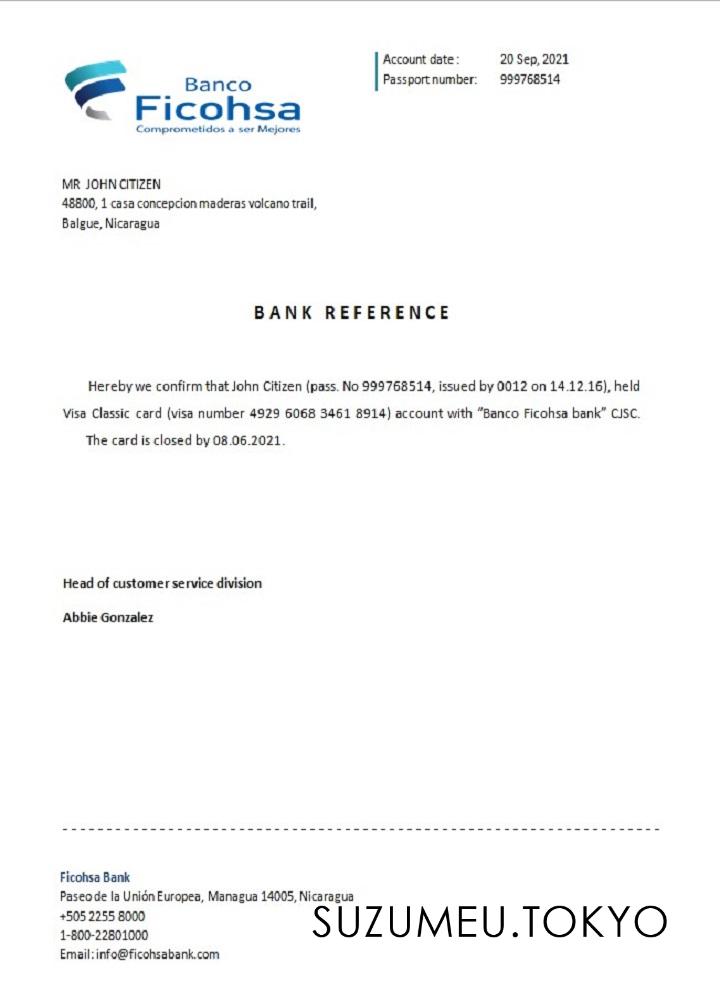 Banco
Ficohsa
Comprometidos a ser Mejores
Account date: 20 Sep, 2021
Passport number: 999768514
MR JOHN CITIZEN
48800, 1 casa concepcion maderas volcano trail,
Balgue, Nicaragua
BANK REFERENCE
Hereby we confirm that John Citizen (pass. No 999768514, issued by 0012 on 14.12.16), held
Visa Classic card (visa number 4929 6068 3461 8914) account with "Banco Ficohsa bank" CJSC.
The card is closed by 08.06.2021.
Head of customer service division
Abbie Gonzalez
Ficohsa Bank
Paseo de la Unión Europea, Managua 14005, Nicaragua
+505 2255 8000
1-800-22801000
Email: info@ficohsabank.com
SUZUMEU.TOKYO